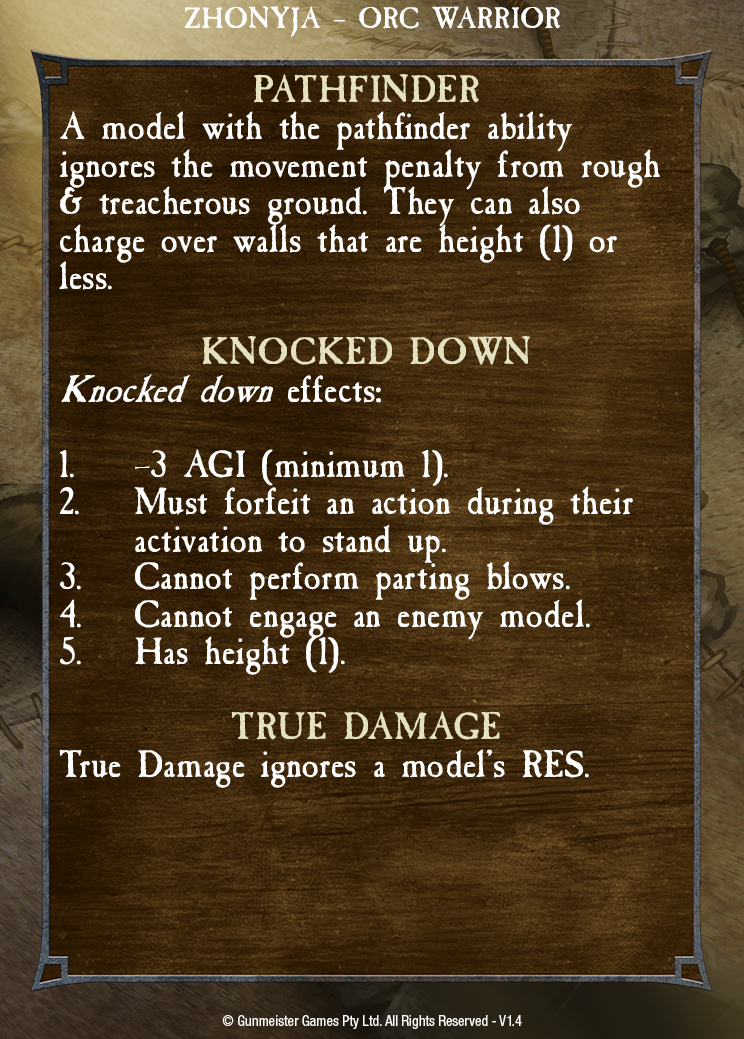 ZHONYJA – ORC WARRIOR
PATHFINDER
A model with the pathfinder ability
ignores the movement penalty from rough
& treacherous ground. They can also
charge over walls that are height (1) or
less.
KNOCKED DOWN
Knocked down effects:
1. –3 AGI (minimum 1).
2. Must forfeit an action during their
activation to stand up.
3. Cannot perform parting blows.
4. Cannot engage an enemy model.
5. Has height (1).
TRUE DAMAGE
True Damage ignores a model's RES.
© Gunmeister Games Pty Ltd. All Rights Reserved - V1.4